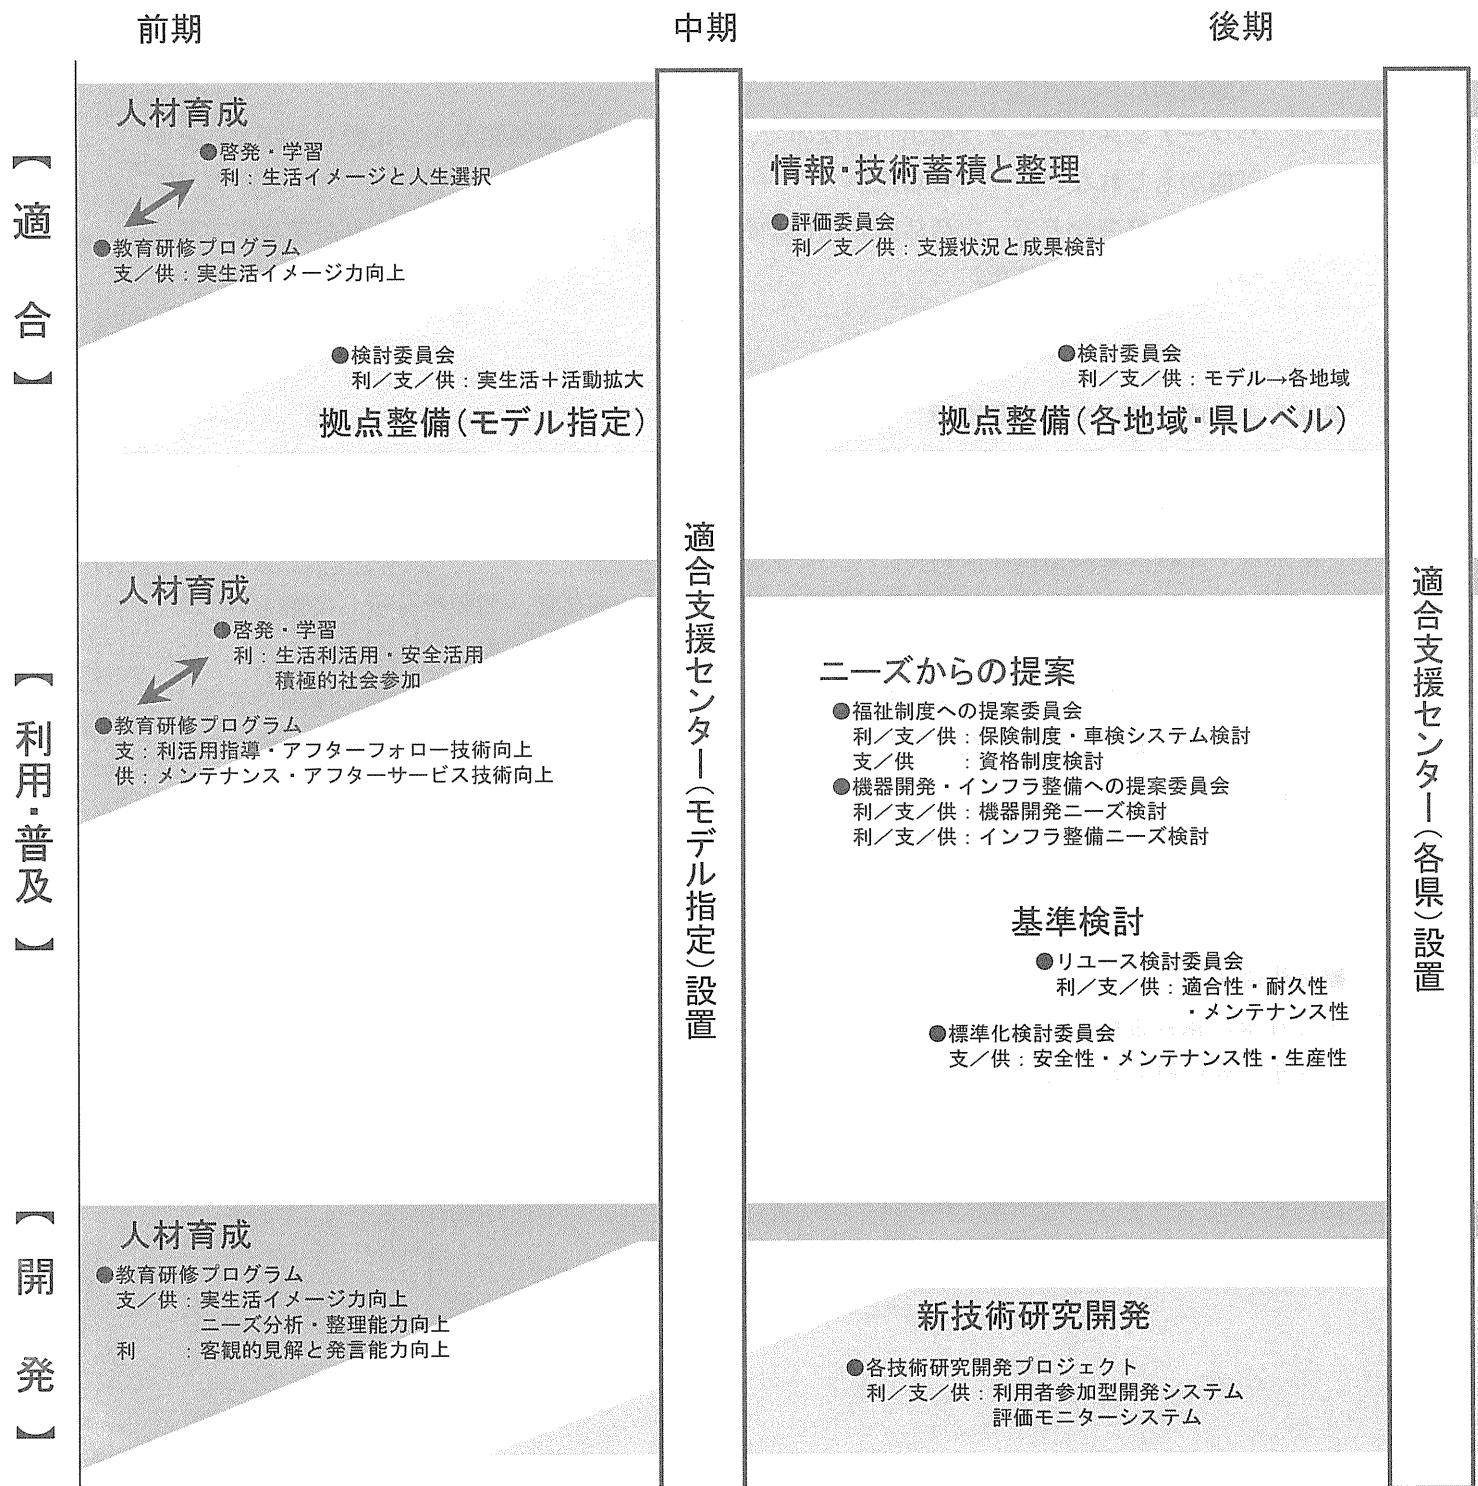 前期
中期
後期
【適合】
人材育成
●啓発・学習
利：生活イメージと人生選択
●教育研修プログラム
支／供：実生活イメージ力向上
●検討委員会
利／支／供：実生活＋活動拡大
拠点整備（モデル指定）
情報・技術蓄積と整理
●評価委員会
利／支／供：支援状況と成果検討
●検討委員会
利／支／供：モデル→各地域
拠点整備（各地域・県レベル）
【利用・普及】
人材育成
●啓発・学習
利：生活利活用・安全活用
積極的社会参加
●教育研修プログラム
支：利活用指導・アフターフォロー技術向上
供：メンテナンス・アフターサービス技術向上
適合支援センター（モデル指定）設置
ニーズからの提案
●福祉制度への提案委員会
利／支／供：保険制度・車検システム検討
支／供　　：資格制度検討
●機器開発・インフラ整備への提案委員会
利／支／供：機器開発ニーズ検討
利／支／供：インフラ整備ニーズ検討
基準検討
●リユース検討委員会
利／支／供：適合性・耐久性
・メンテナンス性
●標準化検討委員会
支／供：安全性・メンテナンス性・生産性
適合支援センター（各県）設置
【開発】
人材育成
●教育研修プログラム
支／供：実生活イメージ力向上
ニーズ分析・整理能力向上
利　　：客観的見解と発言能力向上
新技術研究開発
●各技術研究開発プロジェクト
利／支／供：利用者参加型開発システム
評価モニターシステム